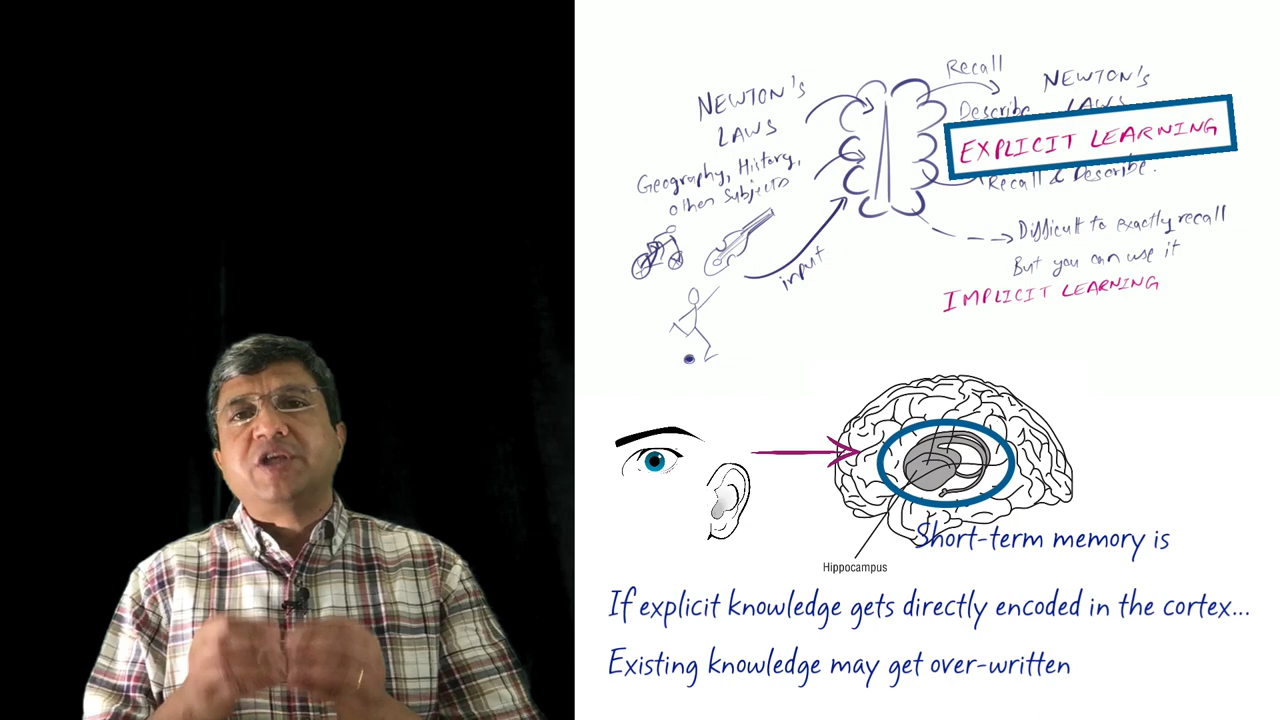 NEWTON'S
LAWS
Geography, History,
other Subjects
input
Recall
Describe
NEWTON'S
LAWS
EXPLICIT LEARNING
Recall & Describe.
Difficult to exactly recall
But you can use it
IMPLICIT LEARNING
Hippocampus
Short-term memory is
If explicit knowledge gets directly encoded in the cortex...
Existing knowledge may get over-written